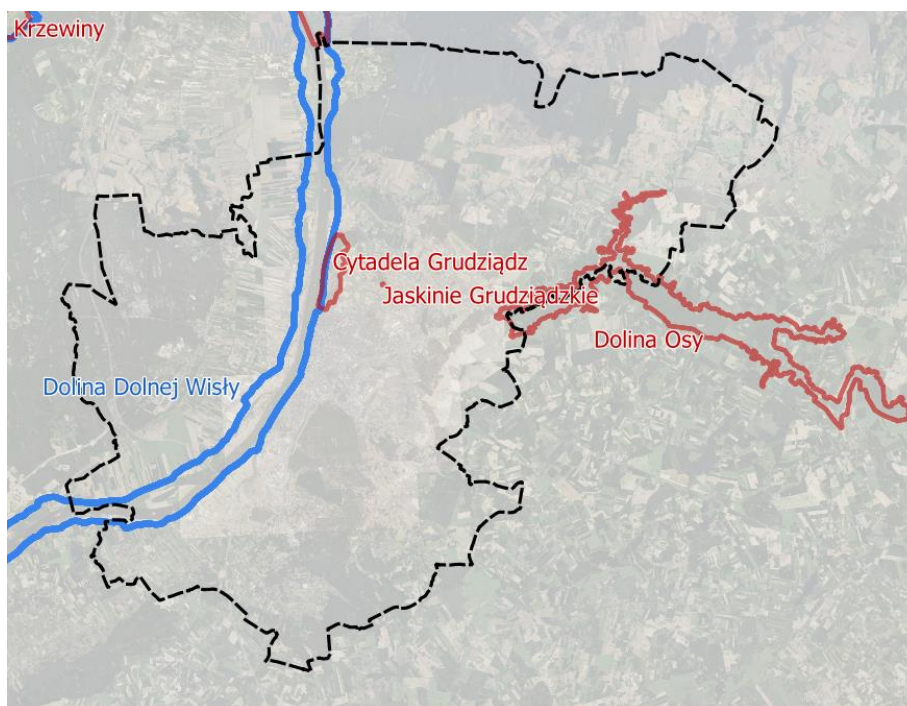 Krzewiny
Cytadela Grudziądz
Jaskinie Grudziądzkie
Dolina Osy
Dolina Dolnej Wisły